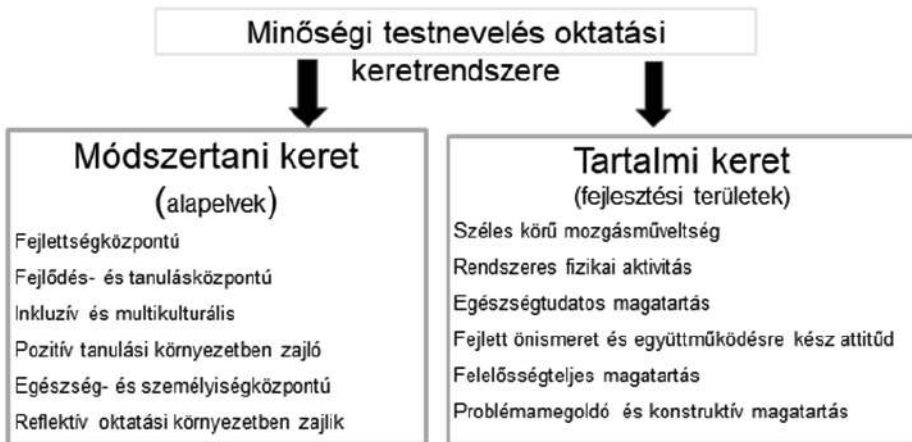 Minőségi testnevelés oktatási
keretrendszere
Módszertani keret
(alapelvek)
Fejlettségközpontú
Fejlődés- és tanulásközpontú
Inkluzív és multikulturális
Pozitív tanulási környezetben zajló
Egészség- és személyiségközpontú
Reflektív oktatási környezetben zajlik
Tartalmi keret
(fejlesztési területek)
Széles körű mozgásműveltség
Rendszeres fizikai aktivitás
Egészségtudatos magatartás
Fejlett önismeret és együttműködésre kész attitűd
Felelősségteljes magatartás
Problémamegoldó és konstruktív magatartás